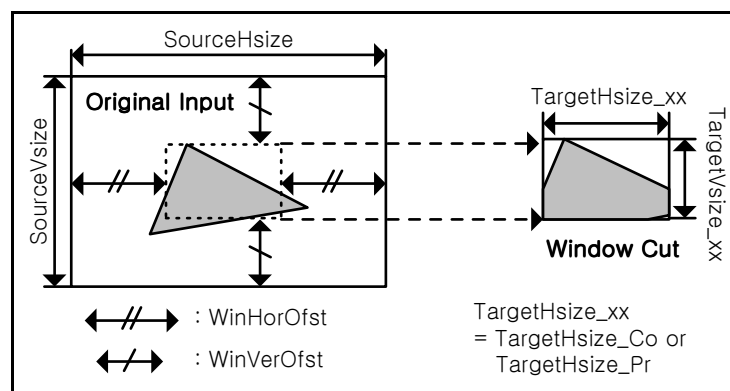 SourceHsize
SourceVsize
Original Input
TargetHsize_xx
TargetVsize_xx
Window Cut
: WinHorOfst
: WinVerOfst
TargetHsize_xx
= TargetHsize_Co or
TargetHsize_Pr